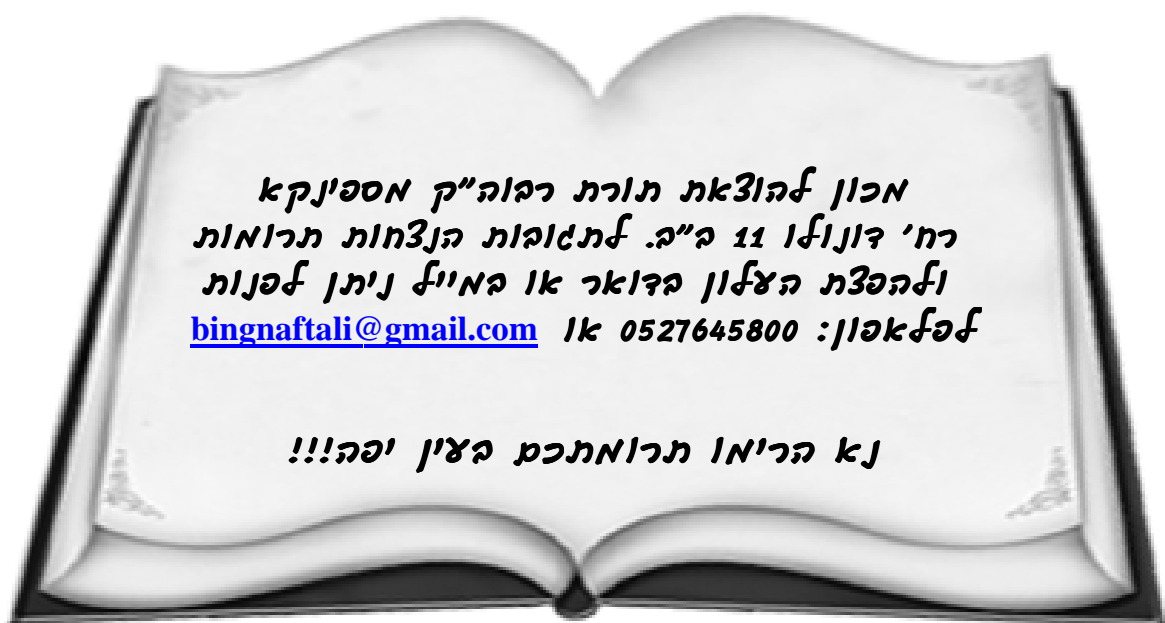 מכון להוצאת תורת רבוה"ק מספינקא
רח' דונולו 11 ב"ב. לתגובות הנצחות תרומות
ולהפצת העלון בדואר או במייל ניתן לפנות
לפלאפון: 0527645800 או bingnaftali@gmail.com
נא הרימו תרומתכם בעין יפה!!!